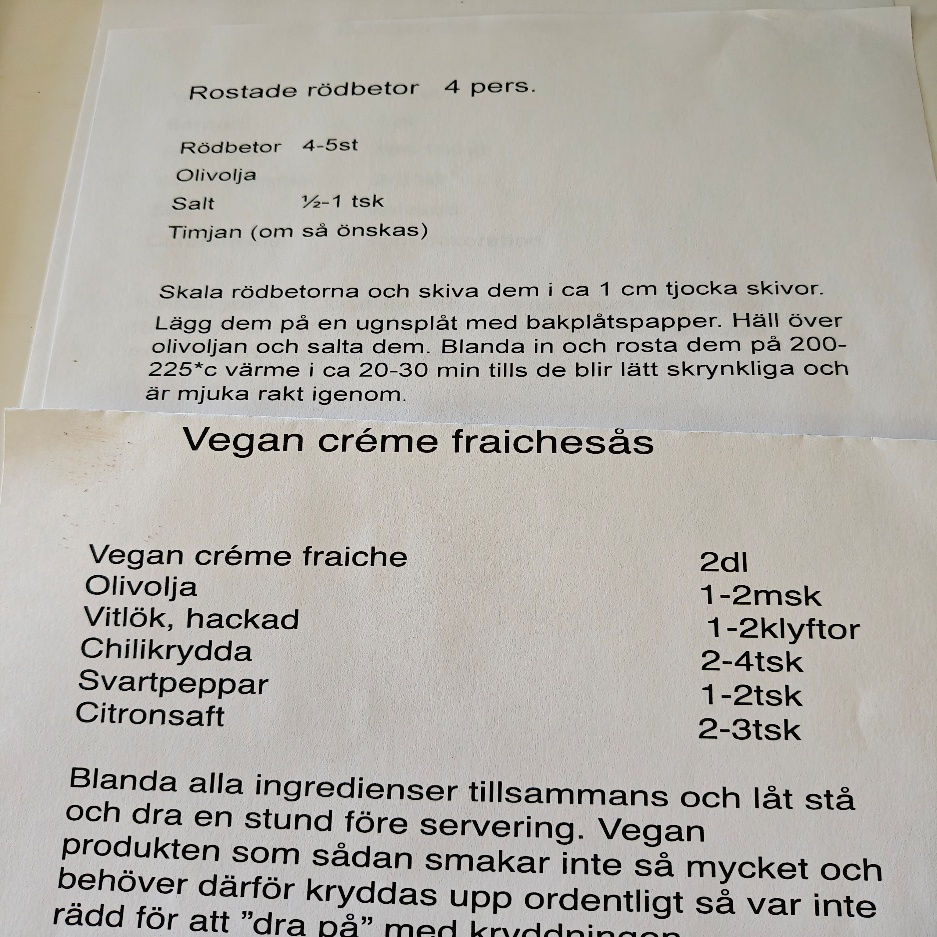 Rostade rödbetor 4 pers.
Rödbetor 4-5st
Olivolja
Salt ½-1 tsk
Timjan (om så önskas)
Skala rödbetorna och skiva dem i ca 1 cm tjocka skivor.
Lägg dem på en ugnsplåt med bakplåtspapper. Häll över
olivoljan och salta dem. Blanda in och rosta dem på 200-
225*c värme i ca 20-30 min tills de blir lätt skrynkliga och
är mjuka rakt igenom.
Vegan créme fraichesås
Vegan créme fraiche 2dl
Olivolja 1-2msk
Vitlök, hackad 1-2klyftor
Chilikrydda 2-4tsk
Svartpeppar 1-2tsk
Citronsaft 2-3tsk
Blanda alla ingredienser tillsammans och låt stå
och dra en stund före servering. Vegan
produkten som sådan smakar inte så mycket och
behöver därför kryddas upp ordentligt så var inte
rädd för att ”dra på” med kryddningen